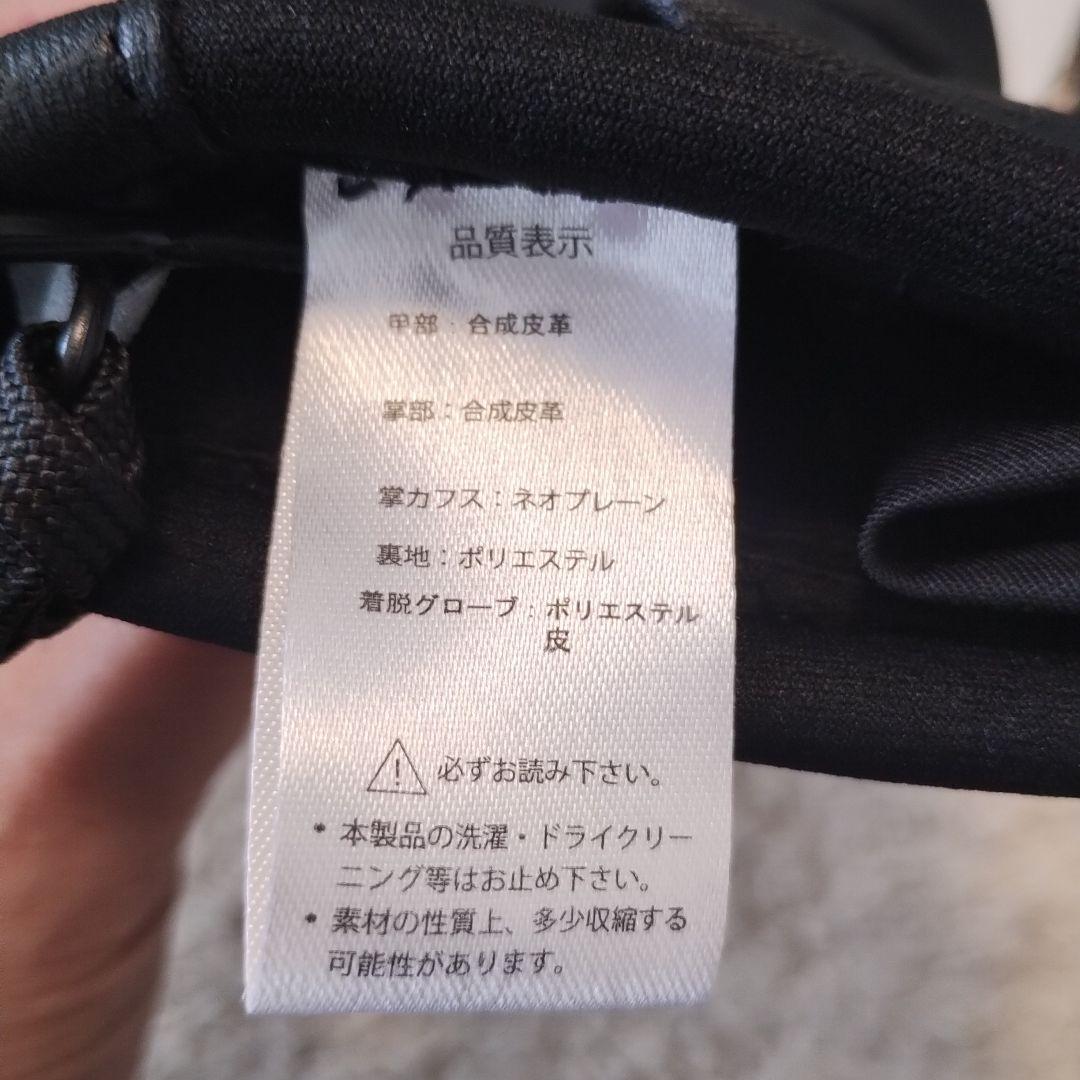 品質表示
甲部：合成皮革
掌部：合成皮革
掌カフス：ネオプレーン
裏地：ポリエステル
着脱グローブ：ポリエステル
皮
必ずお読み下さい。
• 本製品の洗濯・ドライクリー
ニング等はお止め下さい。
• 素材の性質上、多少収縮する
可能性があります。